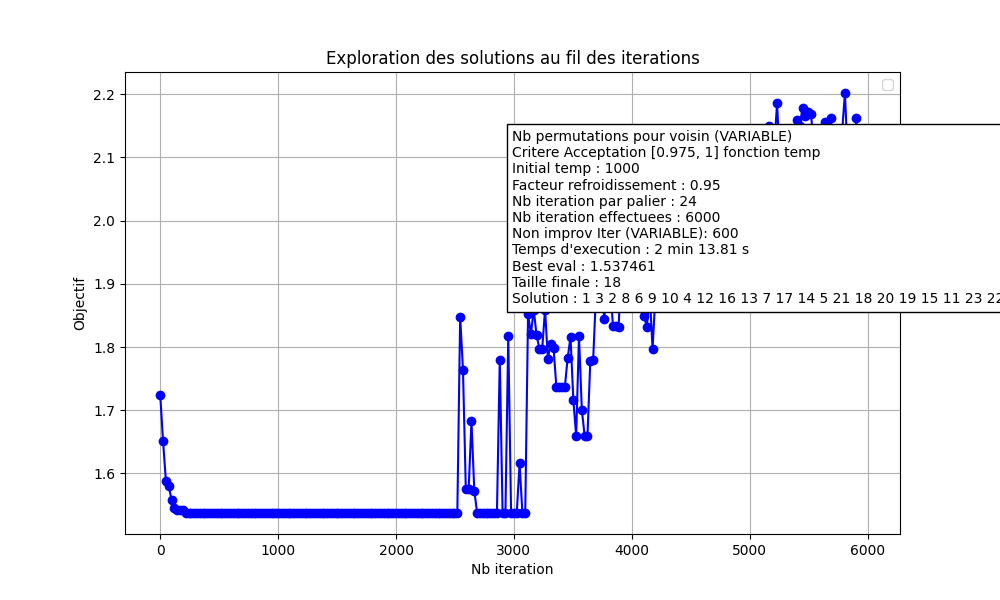 Exploration des solutions au fil des iterations
2.2
2.1
2.0
1.9
1.8
1.7
1.6
Objectif
Nb permutations pour voisin (VARIABLE)
Critere Acceptation [0.975, 1] fonction temp
Initial temp : 1000
Facteur refroidissement : 0.95
Nb iteration par palier : 24
Nb iteration effectuees : 6000
Non improv Iter (VARIABLE): 600
Temps d'execution : 2 min 13.81 s
Best eval : 1.537461
Taille finale : 18
Solution : 1 3 2 8 6 9 10 4 12 16 13 7 17 14 5 21 18 20 19 15 11 23 22
0
1000
2000
3000
4000
5000
6000
Nb iteration